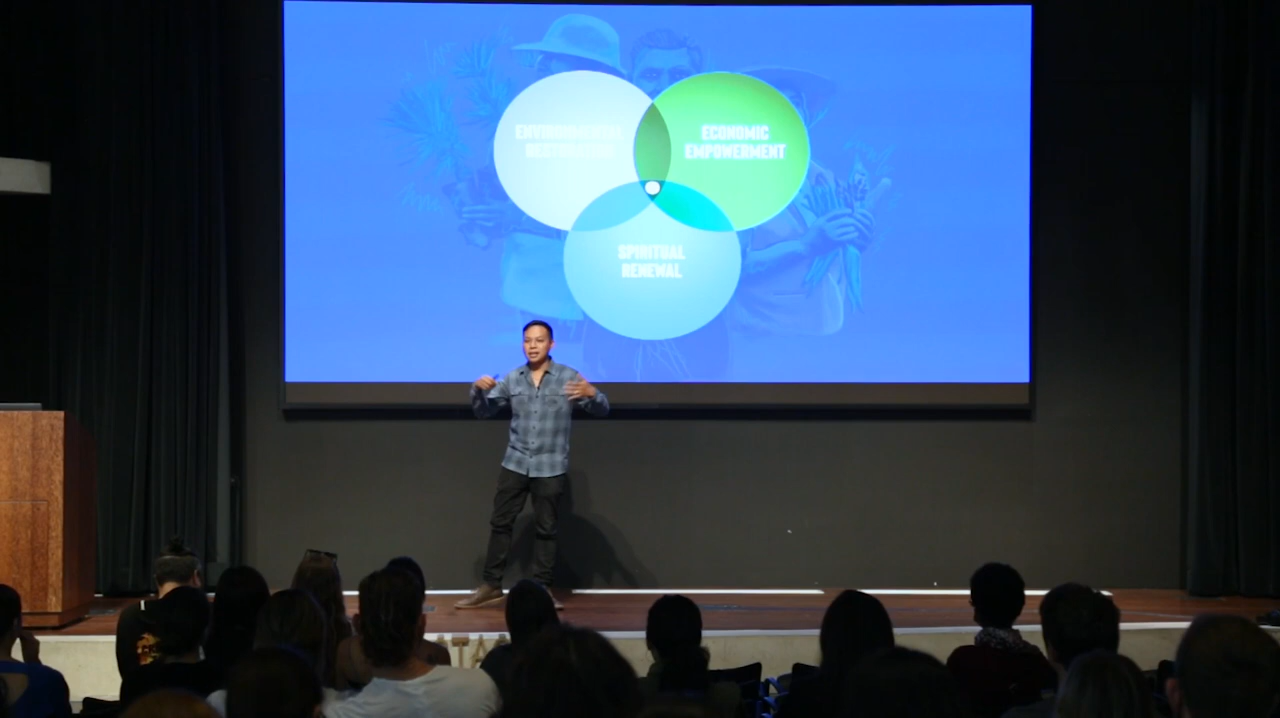 ENVIRONMENTAL
RESTORATION
ECONOMIC
EMPOWERMENT
SPIRITUAL
RENEWAL